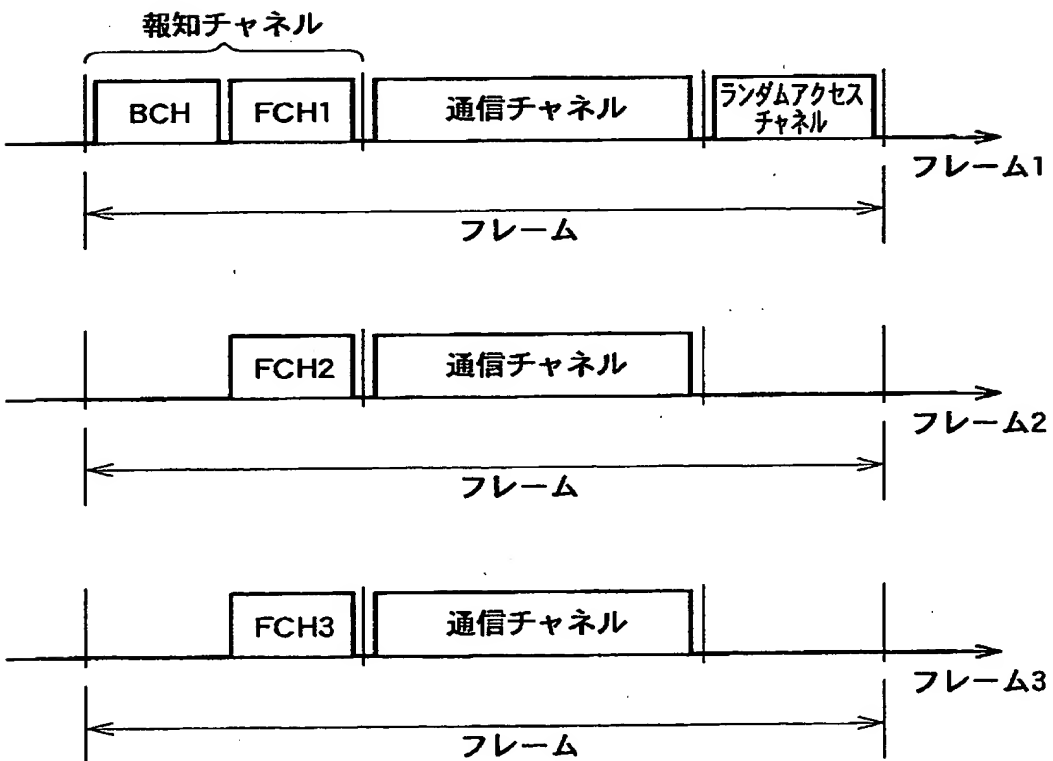 報知チャネル
BCH
FCH1
通信チャネル
ランダムアクセス
チャネル
フレーム1
フレーム
FCH2
通信チャネル
フレーム2
フレーム
FCH3
通信チャネル
フレーム3
フレーム